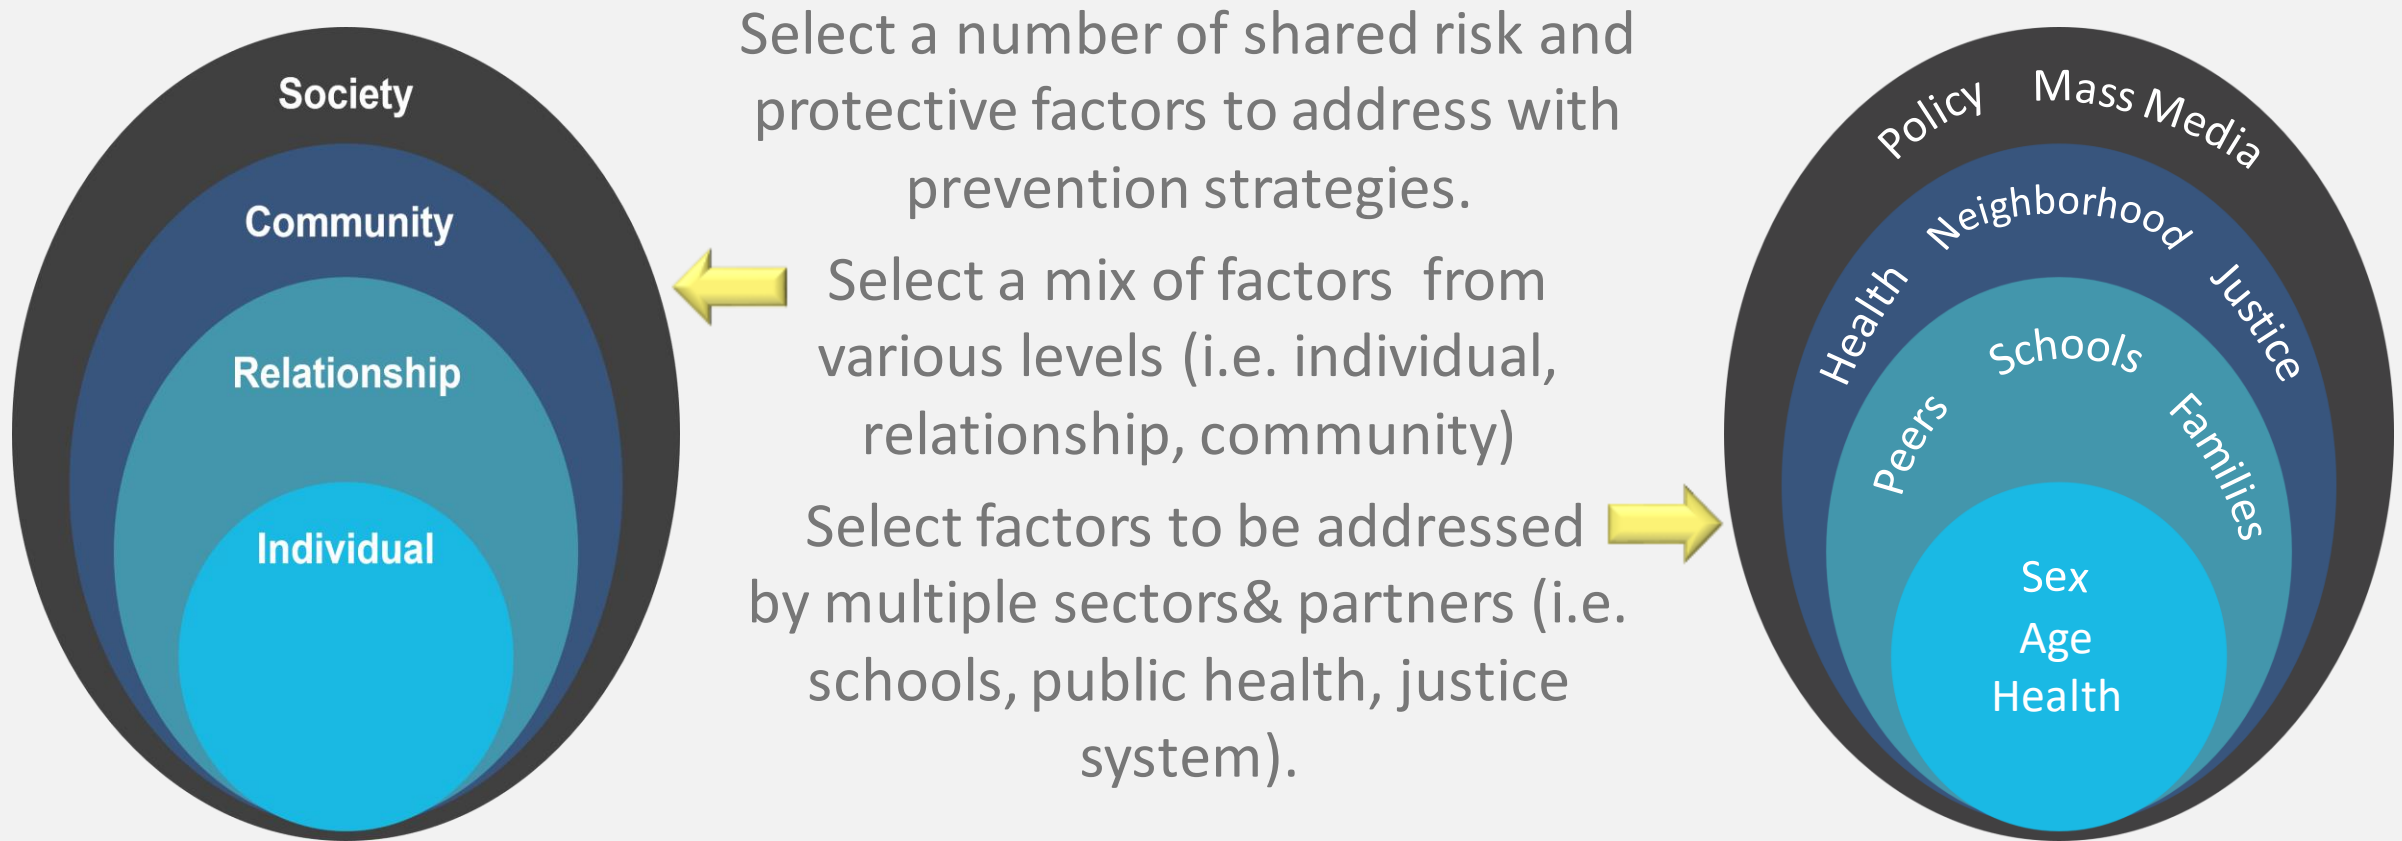 Society
Community
Relationship
Individual
Select a number of shared risk and
protective factors to address with
prevention strategies.
Select a mix of factors  from
various levels (i.e. individual,
relationship, community)
Select factors to be addressed
by multiple sectors& partners (i.e.
schools, public health, justice
system).
Policy Mass Media
Health Neighborhood Justice
Peers Schools Families
Sex
Age
Health